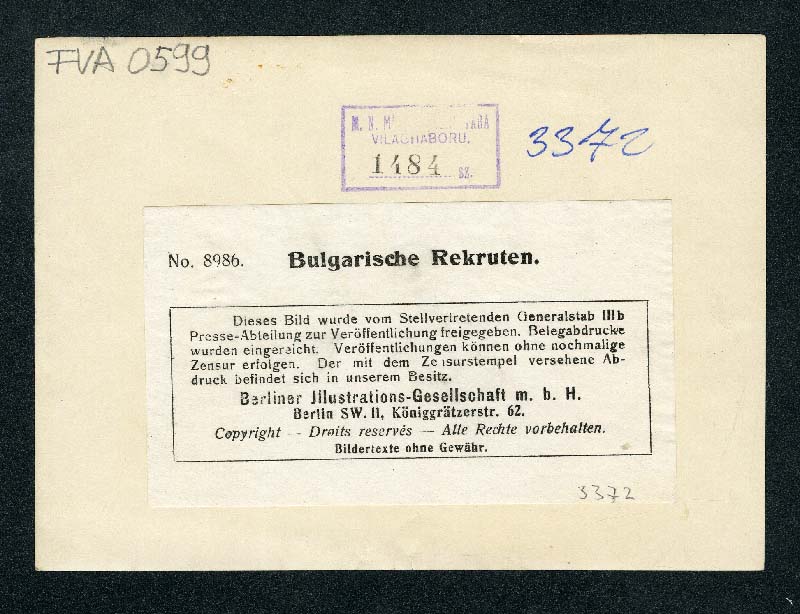 FVA 0599
M. N.
VILÁGHÁBORU.
1484 sz.
3372
No. 8986. Bulgarische Rekruten.
Dieses Bild wurde vom Stellvertretenden Generalstab IIIb
Presse-Abteilung zur Veröffentlichung freigegeben. Belegabdrucke
wurden eingereicht. Veröffentlichungen können ohne nochmalige
Zensur erfolgen. Der mit dem Zensurstempel versehene Ab-
druck befindet sich in unserem Besitz.
Berliner Jllustrations-Gesellschaft m. b. H.
Berlin SW. 11, Königgrätzerstr. 62.
Copyright — Droits reservés — Alle Rechte vorbehalten.
Bildertexte ohne Gewähr.
3372